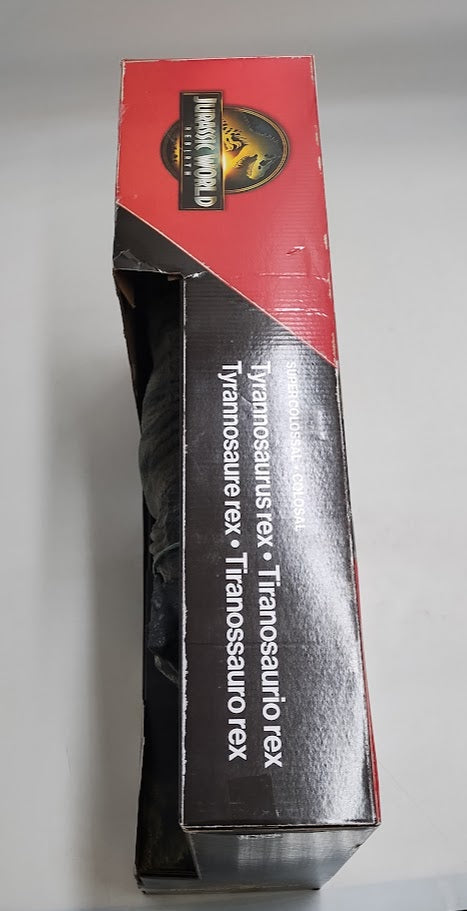 JURASSIC WORLD
REBIRTH
SUPER COLOSSAL • COLOSAL
Tyrannosaurus rex • Tiranosaurio rex
Tyrannosaure rex • Tiranossauro rex